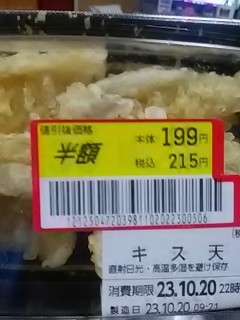 値引後価格
半額
本体 199円
税込 215円
キス天
直射日光・高温多湿を避け保存
消費期限 23.10.20 22時
製造日 23.10.20 09:21